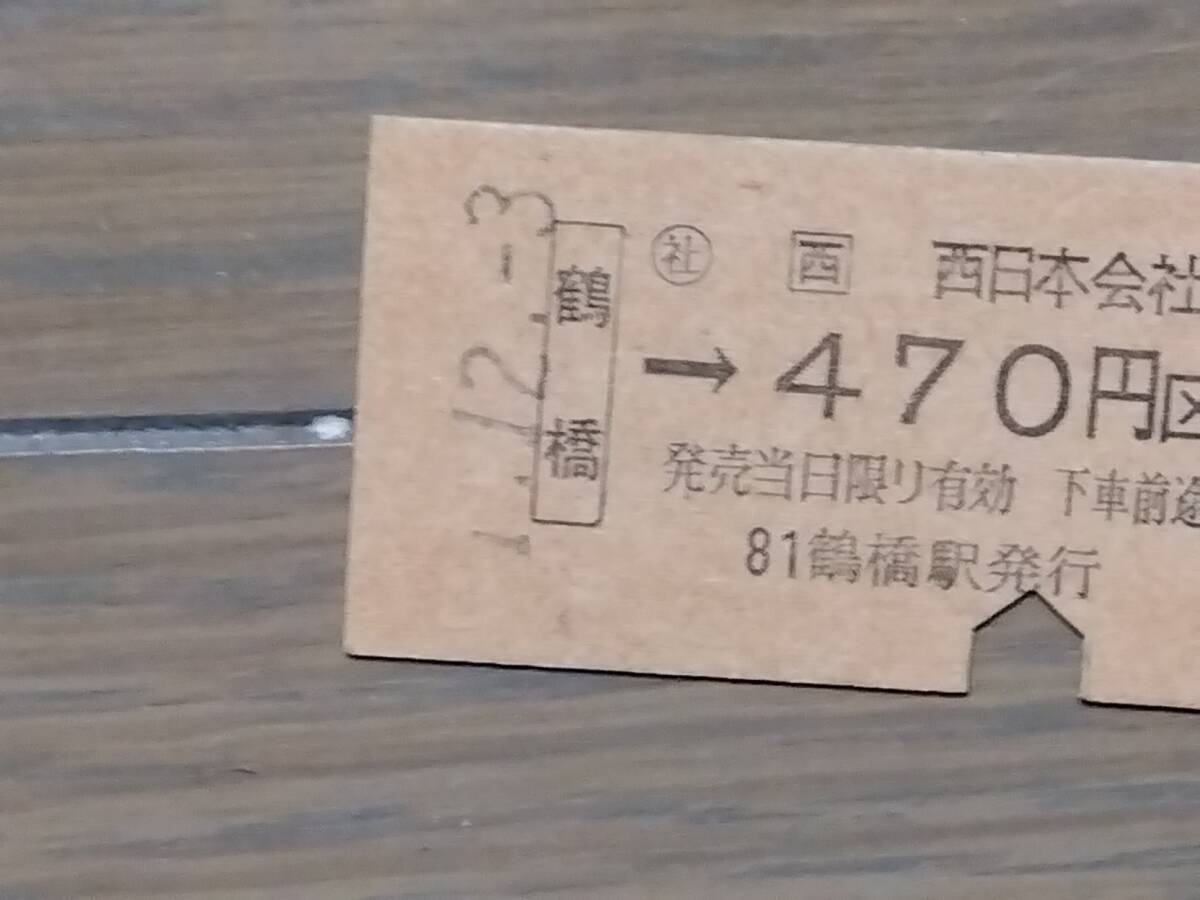 1.12.-3
鶴橋
㊓ 西 西日本会社
→470円区
発売当日限り有効 下車前途
81鶴橋駅発行